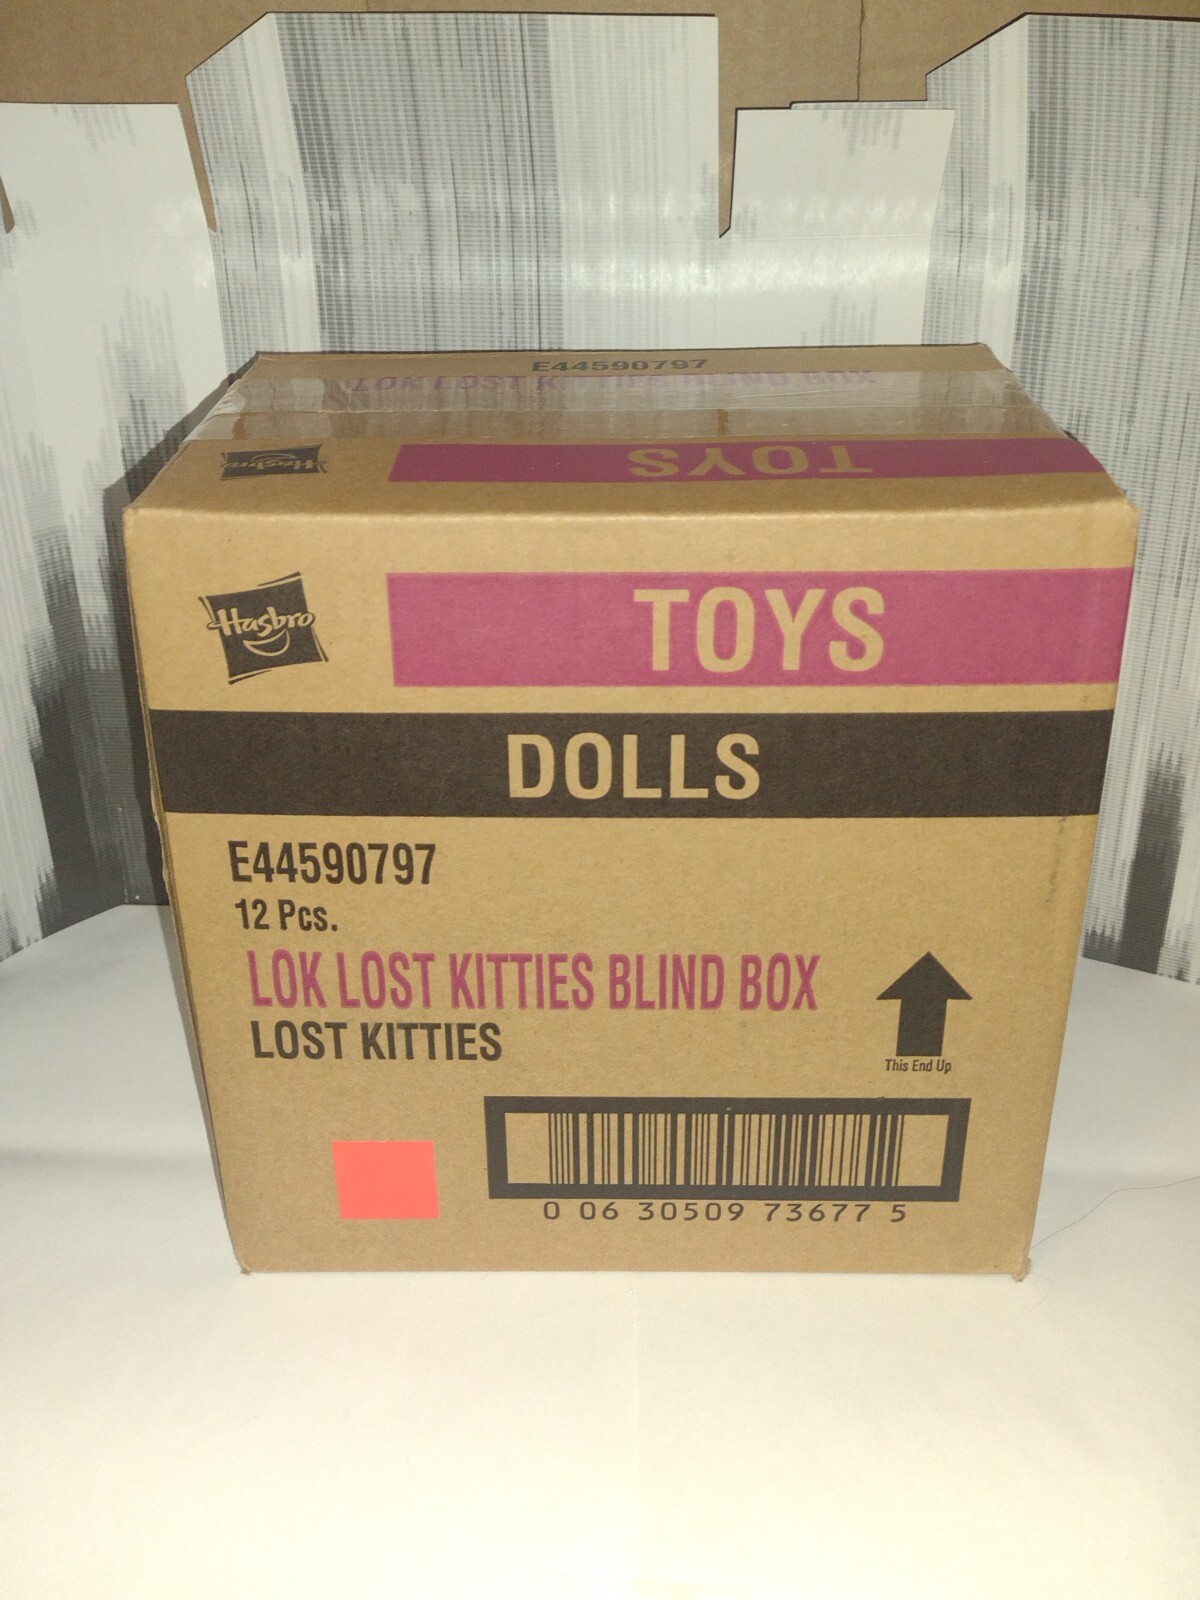 E44590797
LOK LOST KITTIES BLIND BOX
Hasbro
TOYS
Hasbro
TOYS
DOLLS
E44590797
12 Pcs.
LOK LOST KITTIES BLIND BOX
LOST KITTIES
This End Up
0 06 30509 73677 5